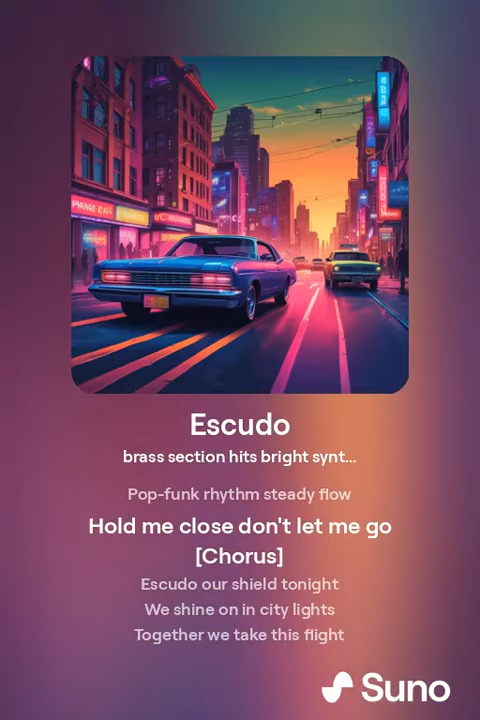 Escudo
brass section hits bright synt...
Pop-funk rhythm steady flow
Hold me close don't let me go
[Chorus]
Escudo our shield tonight
We shine on in city lights
Together we take this flight
Suno